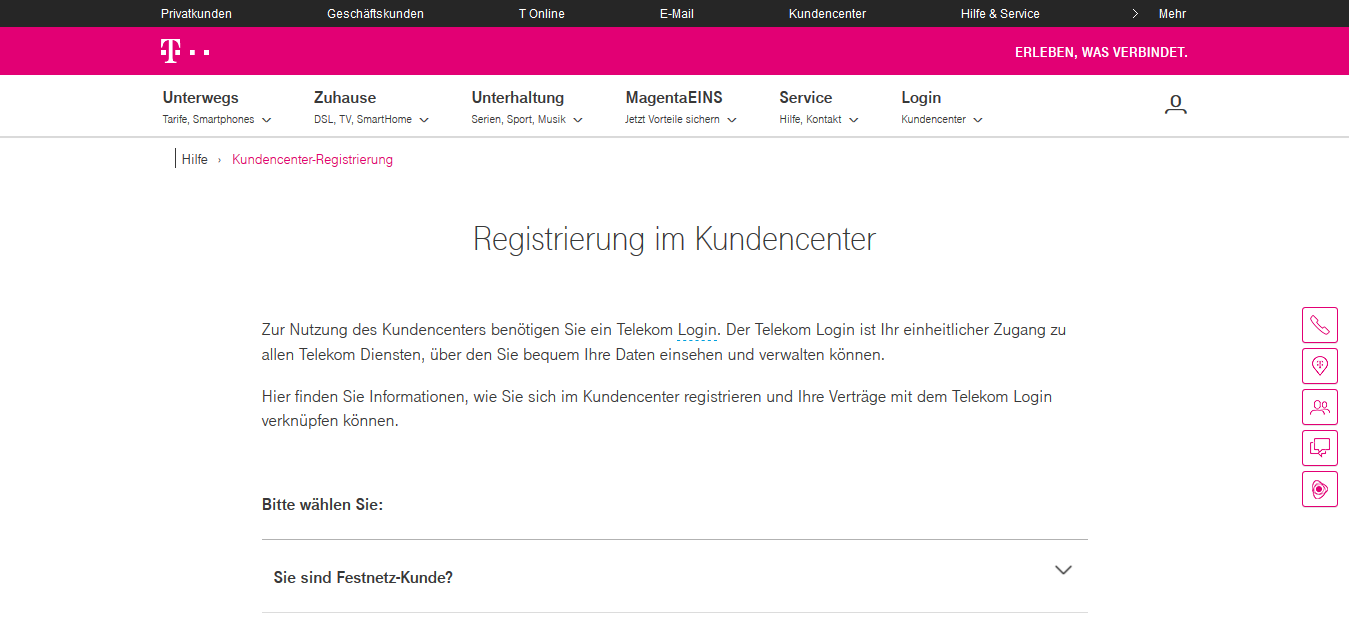 Privatkunden Geschäftskunden T Online E-Mail Kundencenter Hilfe & Service Mehr
T
ERLEBEN, WAS VERBINDET.
Unterwegs Zuhause Unterhaltung MagentaEINS Service Login
Tarife, Smartphones DSL, TV, SmartHome Serien, Sport, Musik Jetzt Vorteile sichern Hilfe, Kontakt Kundencenter
Hilfe › Kundencenter-Registrierung
Registrierung im Kundencenter
Zur Nutzung des Kundencenters benötigen Sie ein Telekom Login. Der Telekom Login ist Ihr einheitlicher Zugang zu
allen Telekom Diensten, über den Sie bequem Ihre Daten einsehen und verwalten können.
Hier finden Sie Informationen, wie Sie sich im Kundencenter registrieren und Ihre Verträge mit dem Telekom Login
verknüpfen können.
Bitte wählen Sie:
Sie sind Festnetz-Kunde?